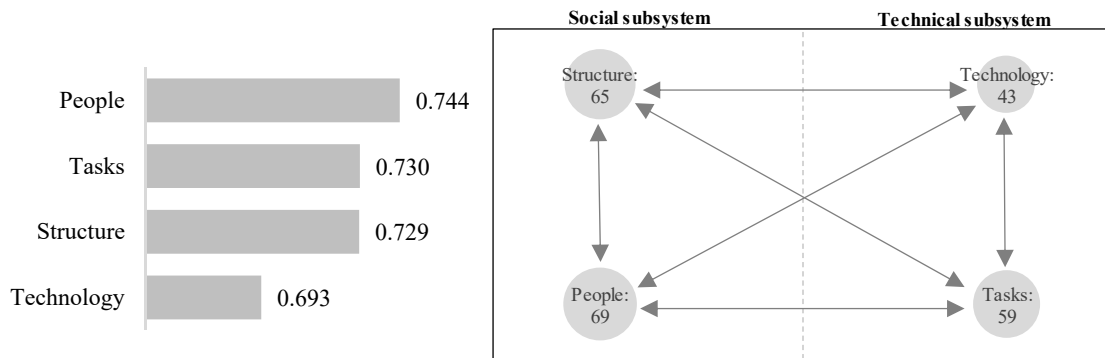 People
0.744
Tasks
0.730
Structure
0.729
Technology
0.693
Social subsystem
Technical subsystem
Structure:
65
Technology:
43
People:
69
Tasks:
59